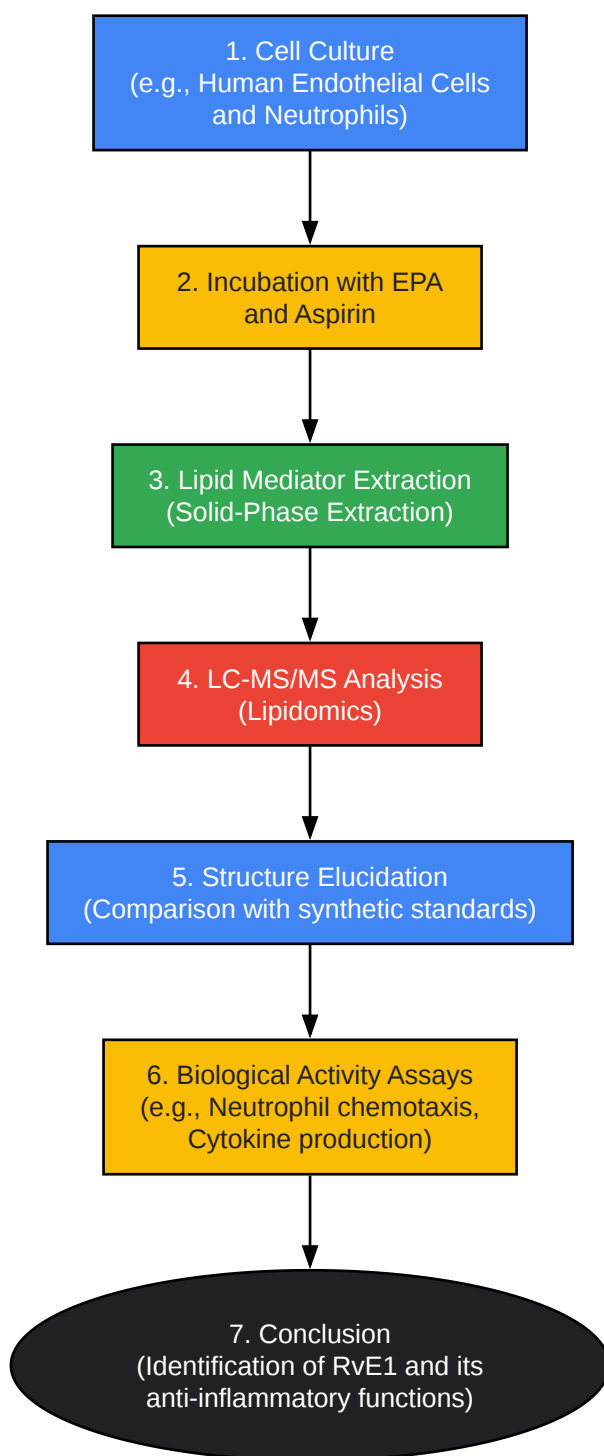 1. Cell Culture
(e.g., Human Endothelial Cells
and Neutrophils)
2. Incubation with EPA
and Aspirin
3. Lipid Mediator Extraction
(Solid-Phase Extraction)
4. LC-MS/MS Analysis
(Lipidomics)
5. Structure Elucidation
(Comparison with synthetic standards)
6. Biological Activity Assays
(e.g., Neutrophil chemotaxis,
Cytokine production)
7. Conclusion
(Identification of RvE1 and its
anti-inflammatory functions)